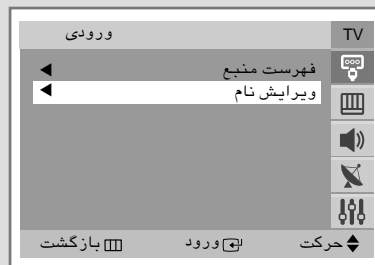 TV
ورودی
فهرست منبع
ویرایش نام
حرکت ورود بازگشت